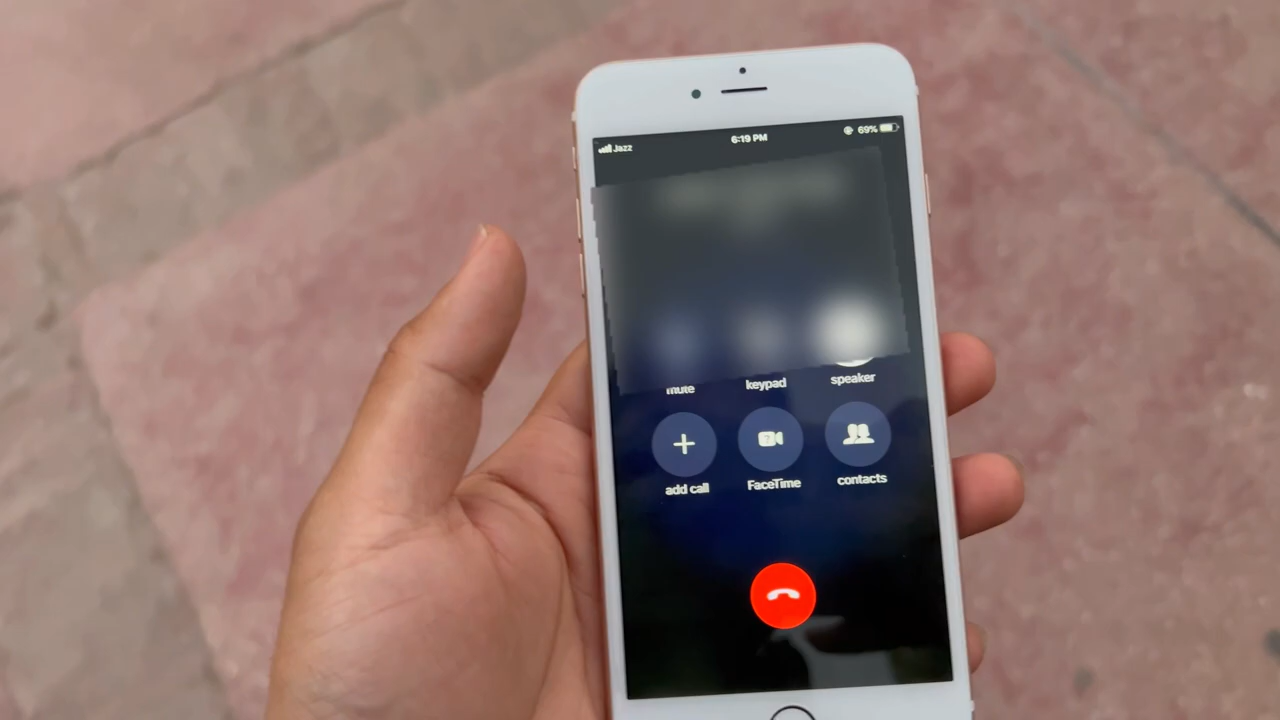 Jazz 6:19 PM 69%
mute keypad speaker
add call FaceTime contacts